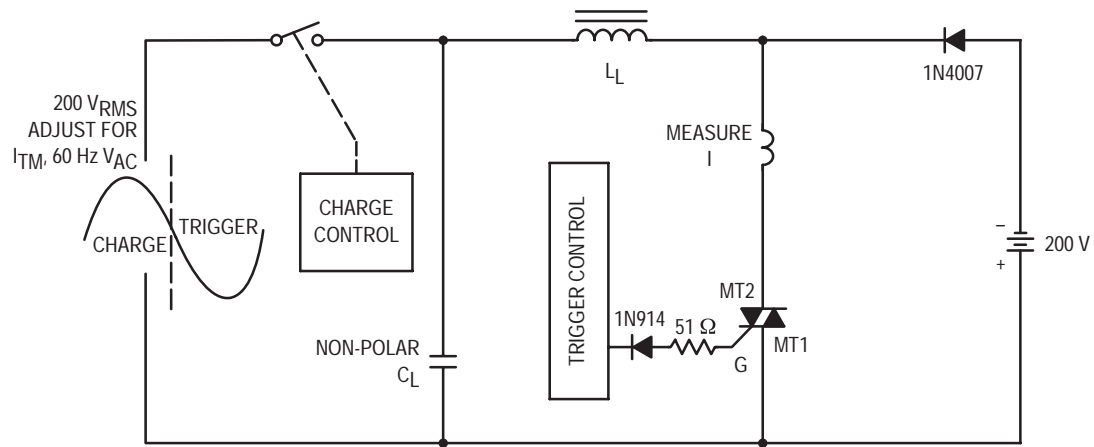 200 VRMS
ADJUST FOR
ITM, 60 Hz VAC
CHARGE
TRIGGER
CHARGE
CONTROL
NON-POLAR
CL
LL
TRIGGER CONTROL
MEASURE
I
1N914
51 Ω
G
MT2
MT1
1N4007
–
+
200 V